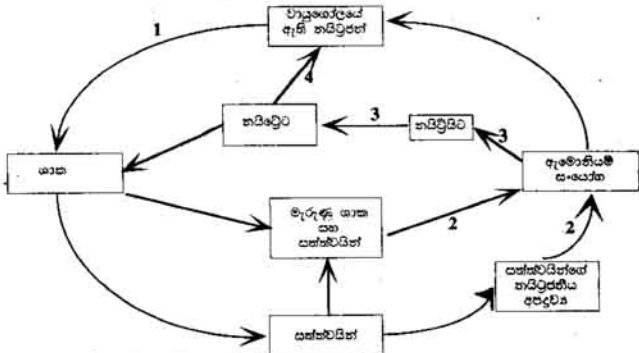 වායුගෝලයේ
ඇති නයිට්‍රජන්
1
4
නයිට්‍රේට
3
නයිට්‍රයිට
3
ශාක
ඇමෝනියම්
සංයෝග
මැරුණු ශාක
සහ
සත්ත්වයින්
2
2
සත්ත්වයින්ගේ
නයිට්‍රජනීය
අපද්‍රව්‍ය
සත්ත්වයින්